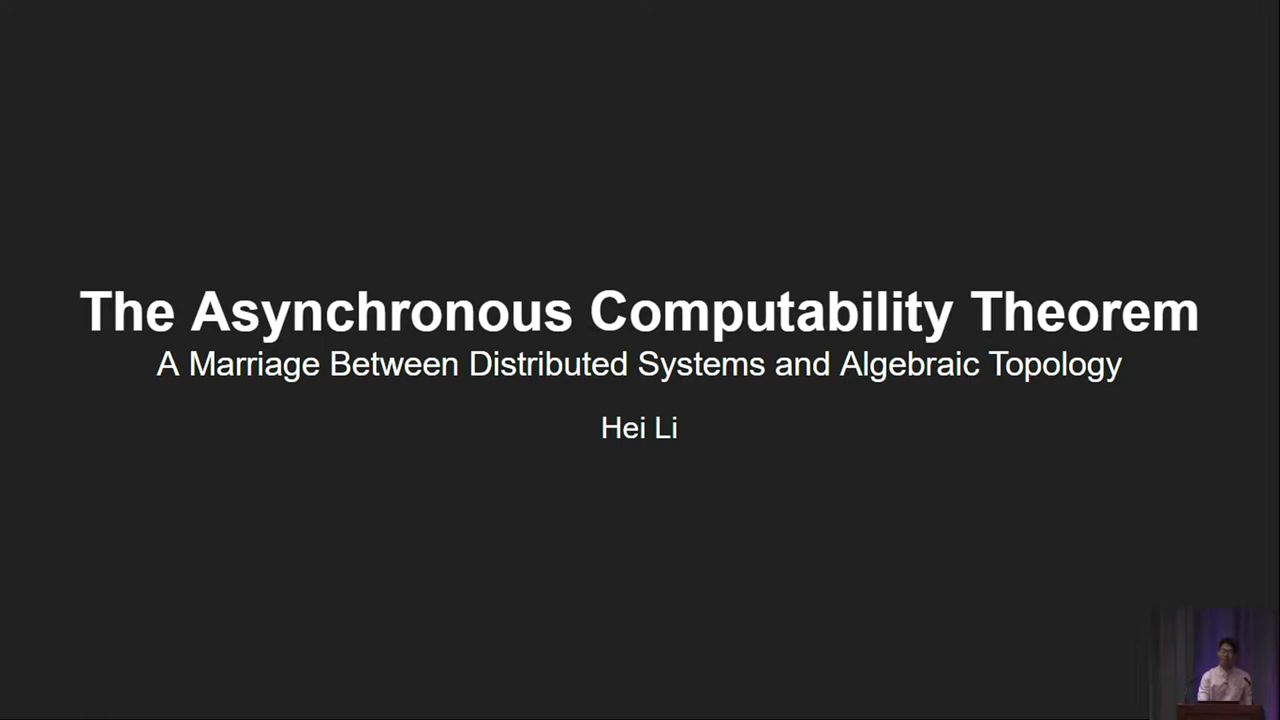 The Asynchronous Computability Theorem
A Marriage Between Distributed Systems and Algebraic Topology
Hei Li